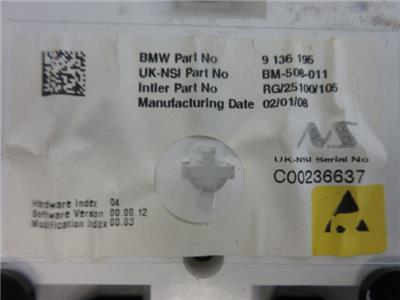 BMW Part No 9 136 195
UK-NSI Part No BM-508-011
Intier Part No RG/25100/105
Manufacturing Date 02/01/08
NS
UK-NSI Serial No
C00236637
Hardware Index 04
Software Version 00.00.12
Modification Index 00.03